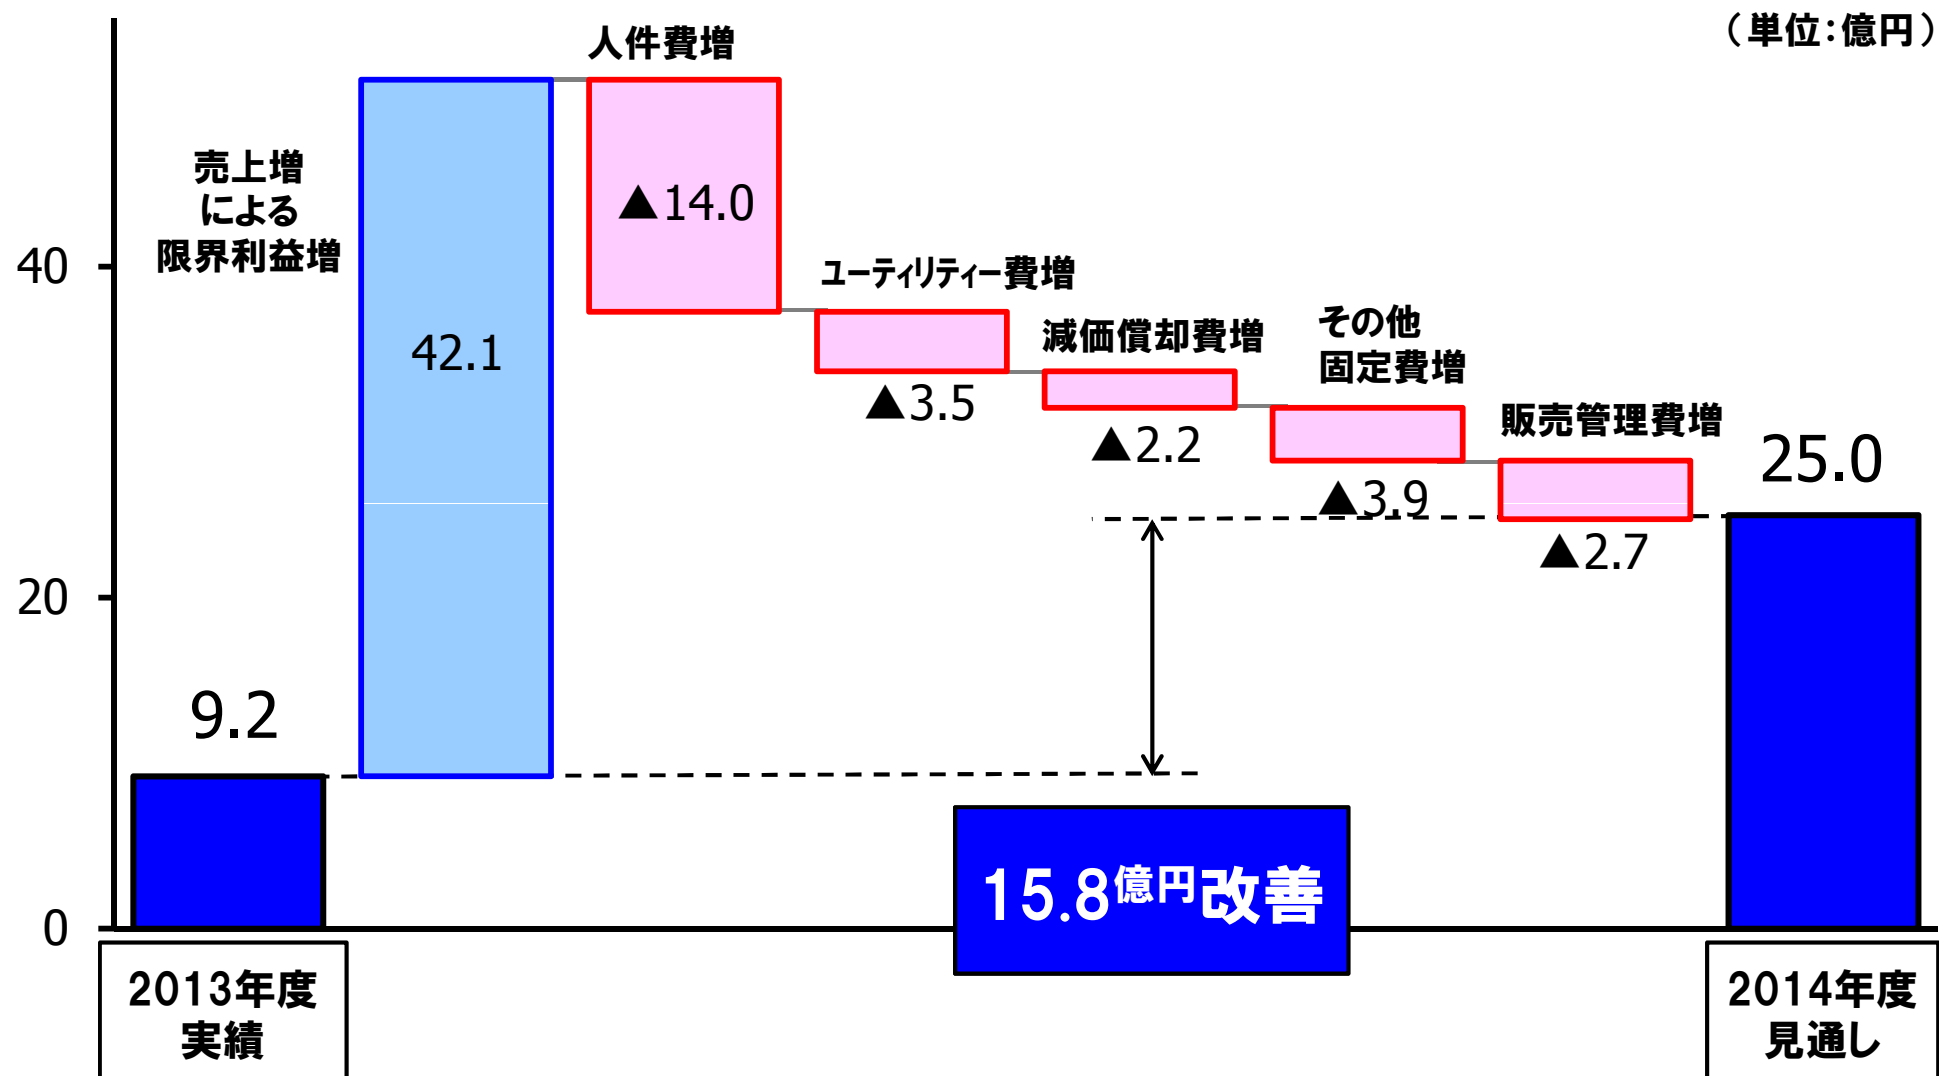 （単位：億円）
人件費増
売上増
による
限界利益増
▲14.0
40
ユーティリティー費増
42.1
減価償却費増
その他
固定費増
▲3.5
▲2.2
販売管理費増
25.0
▲3.9
▲2.7
20
9.2
15.8億円改善
0
2013年度
実績
2014年度
見通し